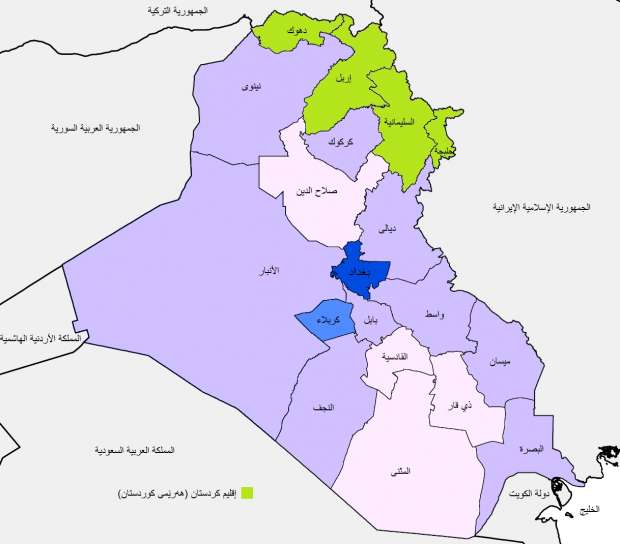 الجمهورية التركية
دهوك
إربل
نينوى
السليمانية
حلبجة
كركوك
الجمهورية العربية السورية
صلاح الدين
الجمهورية الإسلامية الإيرانية
ديالى
الأنبار
بغداد
واسط
كربلاء
بابل
المملكة الأردنية الهاشمية
القادسية
ميسان
النجف
ذي قار
البصرة
المملكة العربية السعودية
المثنى
إقليم كردستان (هەرێمی کوردستان)
دولة الكويت
الخليج